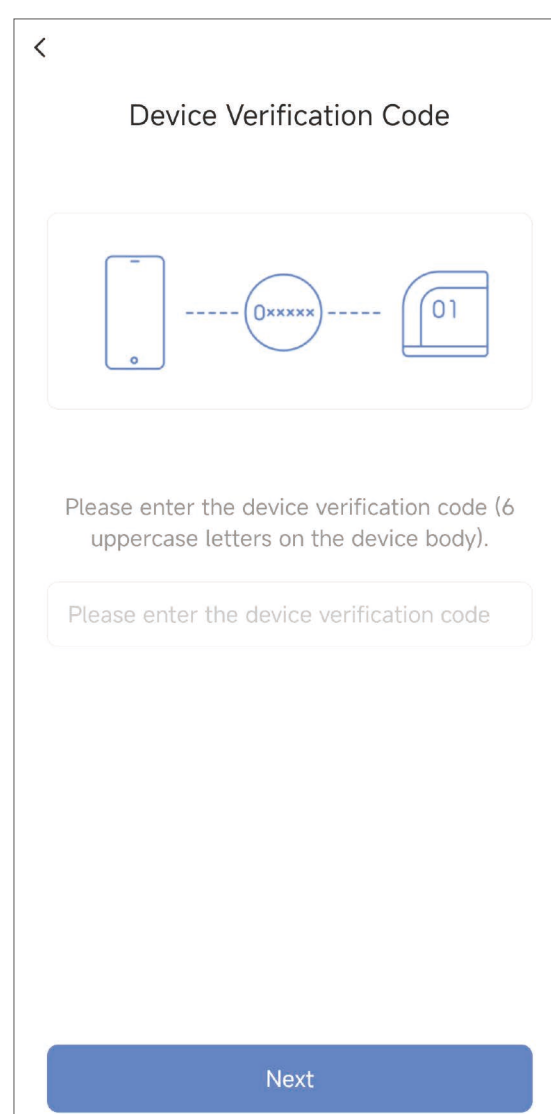 Device Verification Code
0xxxxx 01
Please enter the device verification code (6
uppercase letters on the device body).
Please enter the device verification code
Next